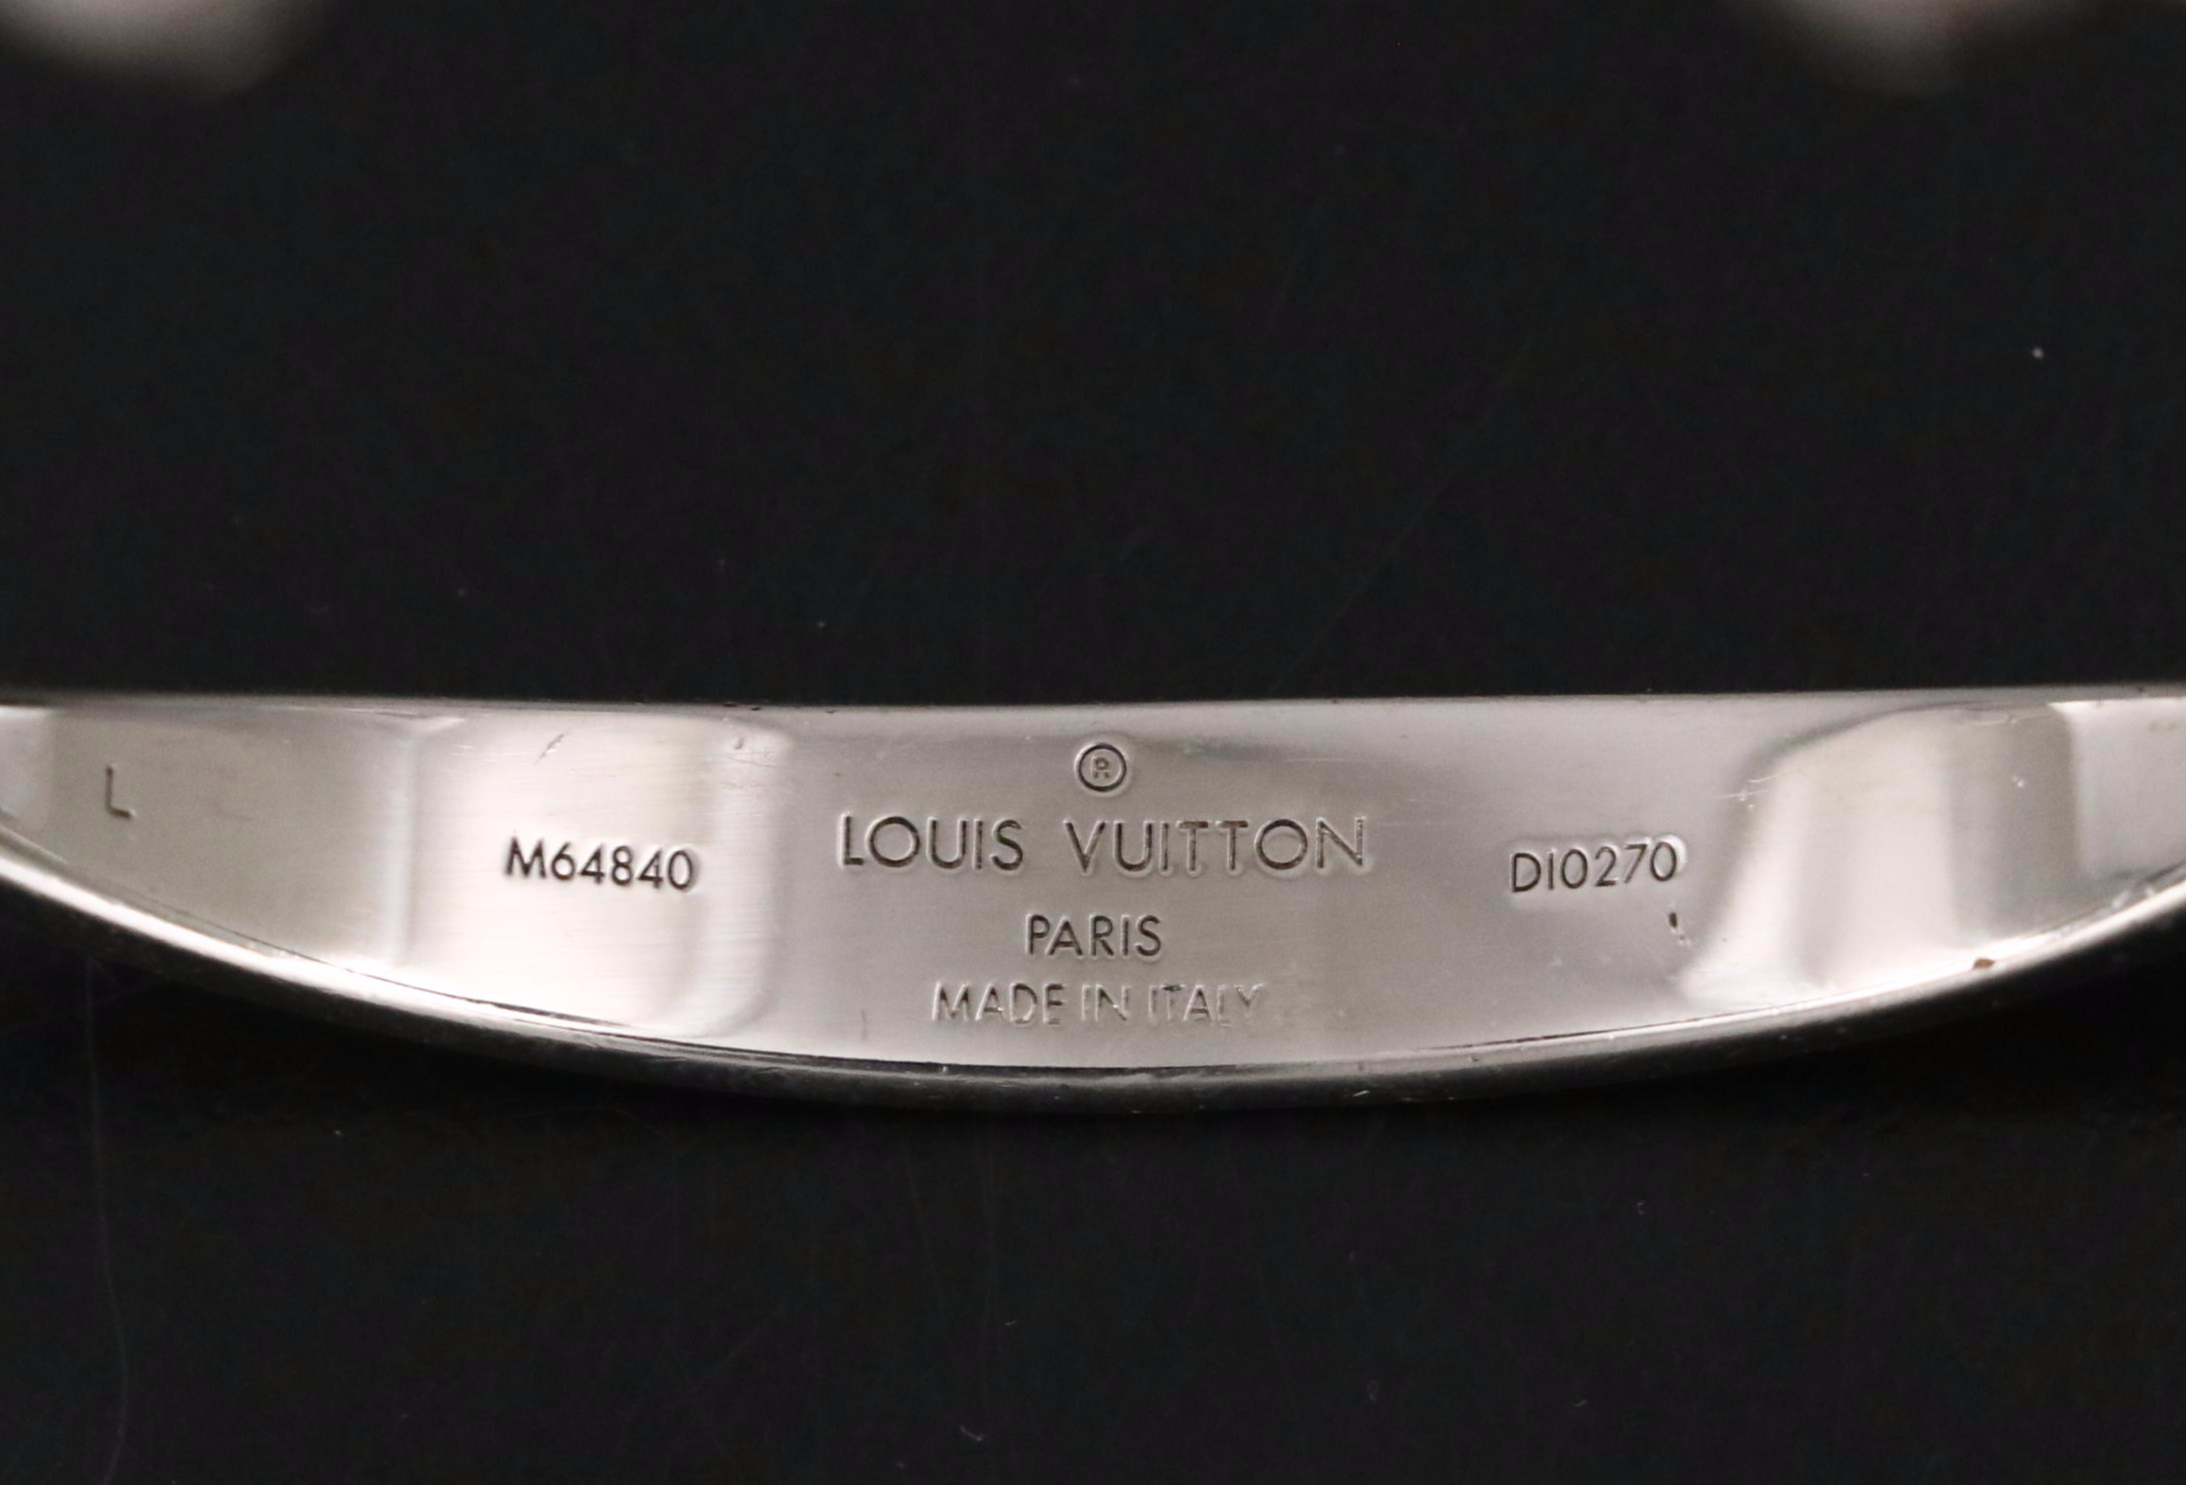 ®
L
M64840
LOUIS VUITTON
DI0270
PARIS
MADE IN ITALY